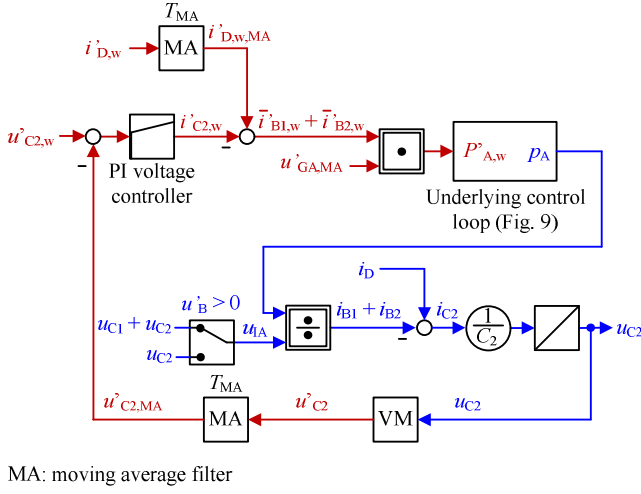 T_MA
i'_D,w
MA
i'_D,w,MA
u'_C2,w
i'_C2,w
i̅'_B1,w + i̅'_B2,w
–
–
PI voltage
controller
u'_GA,MA
P'_A,w
p_A
Underlying control
loop (Fig. 9)
i_D
u'_B > 0
u_C1 + u_C2
u_IA
u_C2
÷
i_B1 + i_B2
–
i_C2
1
C_2
u_C2
T_MA
u'_C2,MA
MA
u'_C2
VM
u_C2
MA: moving average filter